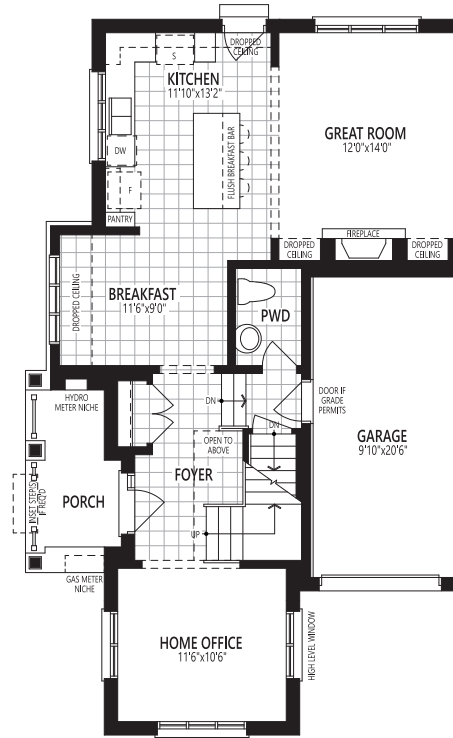 DROPPED
CEILING
S
KITCHEN
11'10"x13'2"
GREAT ROOM
12'0"x14'0"
DW
FLUSH BREAKFAST BAR
F
PANTRY
FIREPLACE
DROPPED
CEILING
DROPPED
CEILING
DROPPED CEILING
BREAKFAST
11'6"x9'0"
PWD
HYDRO
METER NICHE
DN
DOOR IF
GRADE
PERMITS
DN
OPEN TO
ABOVE
GARAGE
9'10"x20'6"
FOYER
PORCH
INSET STEP(S)
IF REQ'D
UP
GAS METER
NICHE
HOME OFFICE
11'6"x10'6"
HIGH LEVEL WINDOW